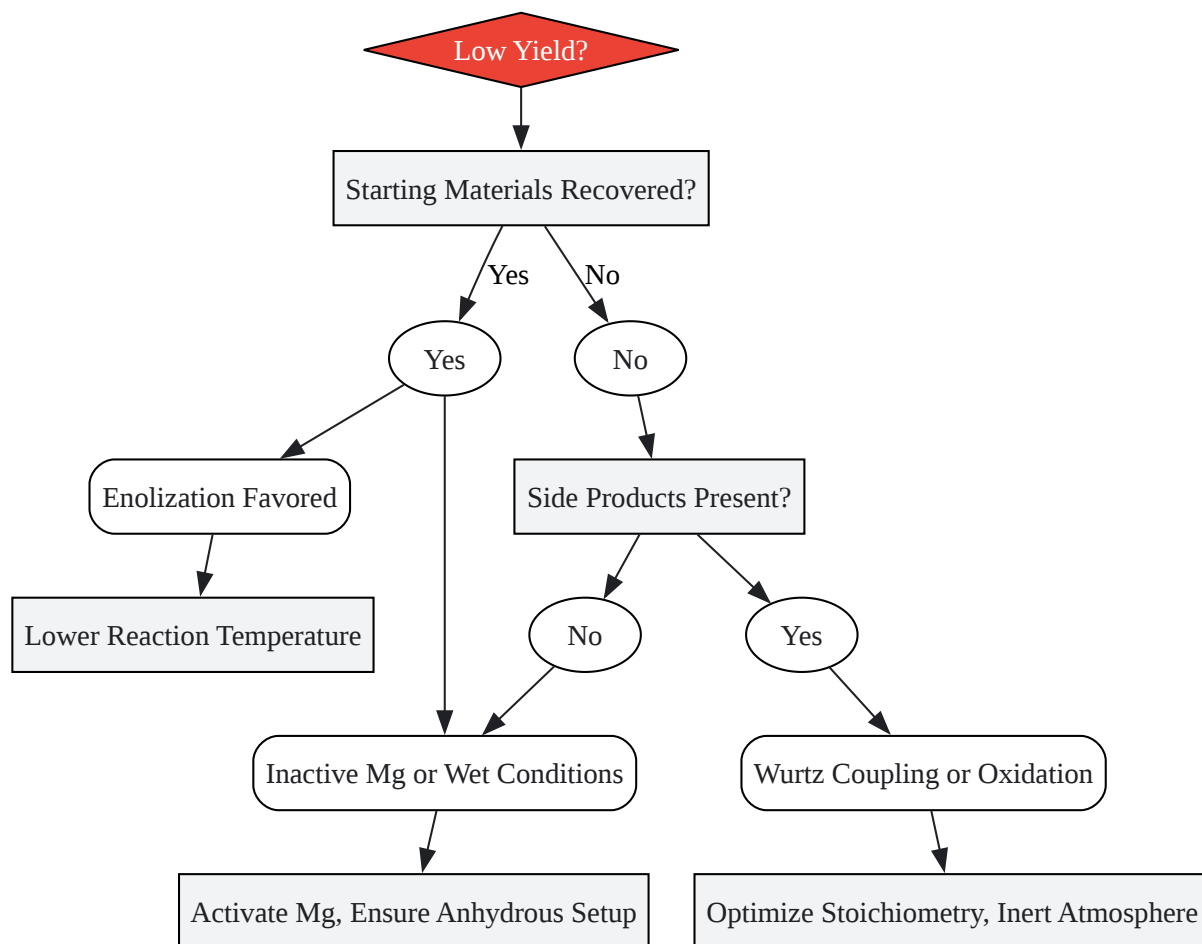 Low Yield?
Starting Materials Recovered?
Yes
No
Yes
No
Enolization Favored
Side Products Present?
Lower Reaction Temperature
No
Yes
Inactive Mg or Wet Conditions
Wurtz Coupling or Oxidation
Activate Mg, Ensure Anhydrous Setup
Optimize Stoichiometry, Inert Atmosphere